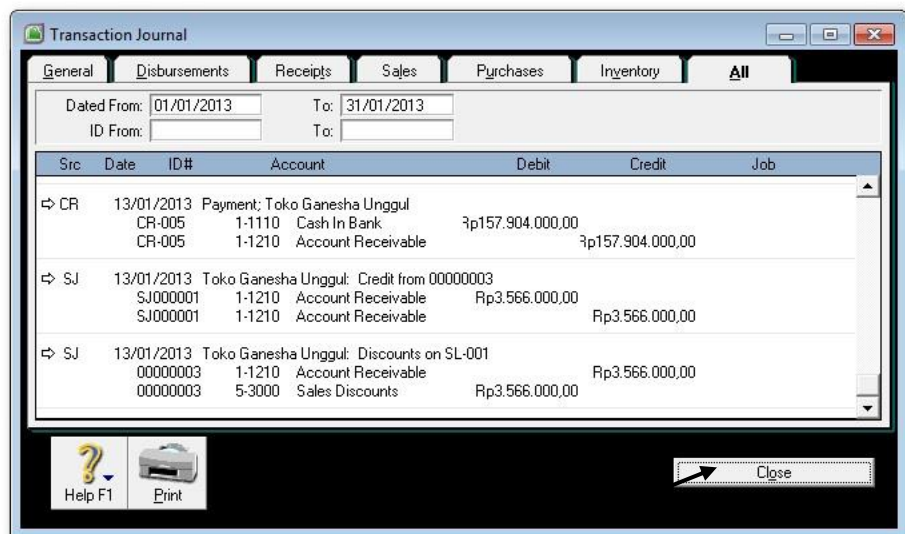 Transaction Journal
General Disbursements Receipts Sales Purchases Inventory All
Dated From: 01/01/2013 To: 31/01/2013
ID From: To:
Src Date ID# Account Debit Credit Job
CR 13/01/2013 Payment; Toko Ganesha Unggul
CR-005 1-1110 Cash In Bank Rp157.904.000,00
CR-005 1-1210 Account Receivable Rp157.904.000,00
SJ 13/01/2013 Toko Ganesha Unggul: Credit from 00000003
SJ000001 1-1210 Account Receivable Rp3.566.000,00
SJ000001 1-1210 Account Receivable Rp3.566.000,00
SJ 13/01/2013 Toko Ganesha Unggul: Discounts on SL-001
00000003 1-1210 Account Receivable Rp3.566.000,00
00000003 5-3000 Sales Discounts Rp3.566.000,00
Help F1 Print Close